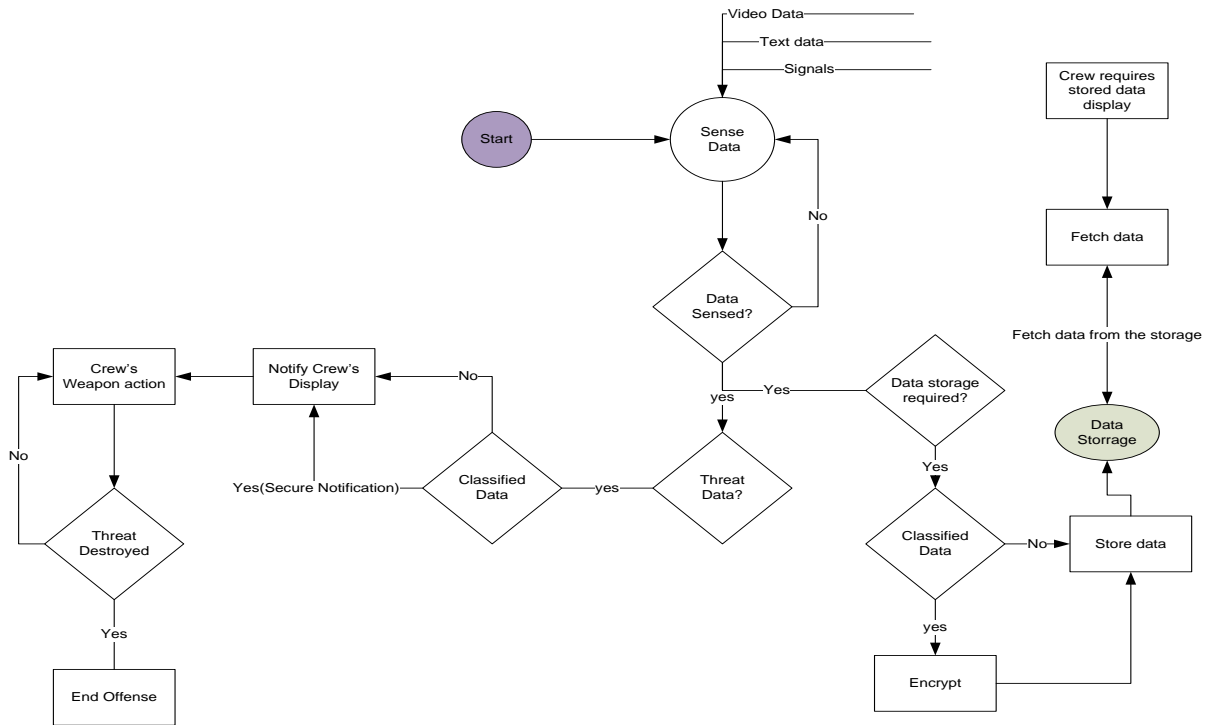 Video Data
Text data
Signals
Crew requires
stored data
display
Start
Sense
Data
No
Fetch data
Data
Sensed?
Fetch data from the storage
Crew's
Weapon action
Notify Crew's
Display
No
Data storage
required?
yes
Yes
Data
Storrage
No
Yes
Yes(Secure Notification)
Classified
Data
yes
Threat
Data?
Threat
Destroyed
Classified
Data
No
Store data
Yes
yes
End Offense
Encrypt